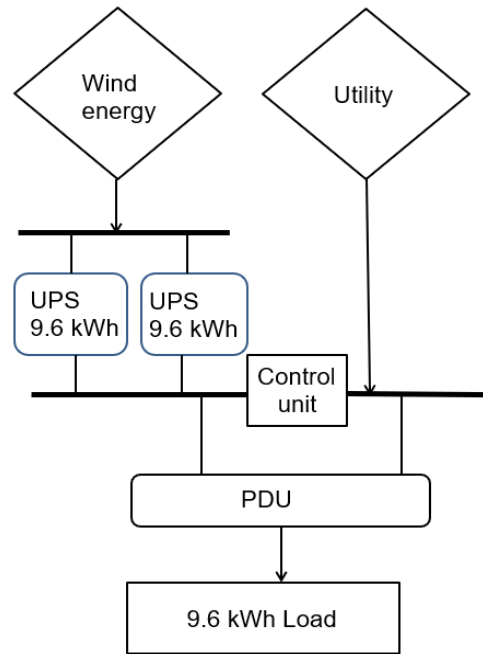 Wind
energy
Utility
UPS
9.6 kWh
UPS
9.6 kWh
Control
unit
PDU
9.6 kWh Load